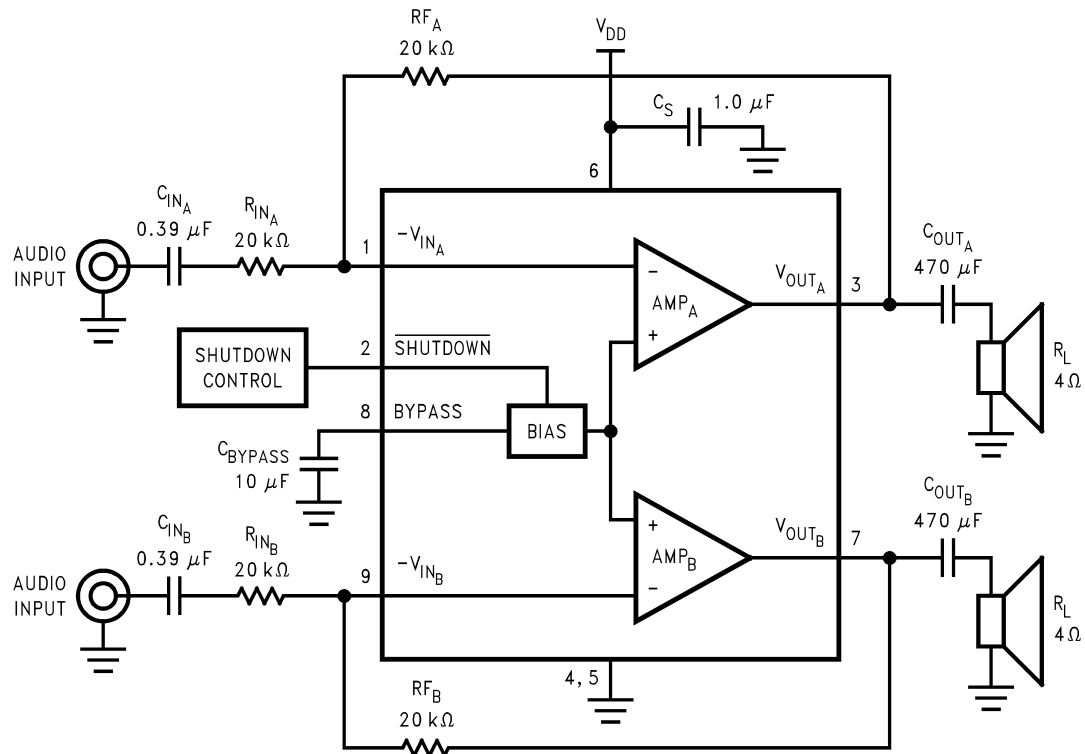 RF_A
20 kΩ
V_DD
C_S 1.0 µF
6
C_IN_A
0.39 µF
R_IN_A
20 kΩ
AUDIO
INPUT
1
-V_IN_A
−
AMP_A
+
V_OUT_A
3
C_OUT_A
470 µF
R_L
4Ω
SHUTDOWN
CONTROL
2
SHUTDOWN
8
BYPASS
BIAS
C_BYPASS
10 µF
C_IN_B
0.39 µF
R_IN_B
20 kΩ
AUDIO
INPUT
9
-V_IN_B
+
AMP_B
−
V_OUT_B
7
C_OUT_B
470 µF
R_L
4Ω
4, 5
RF_B
20 kΩ